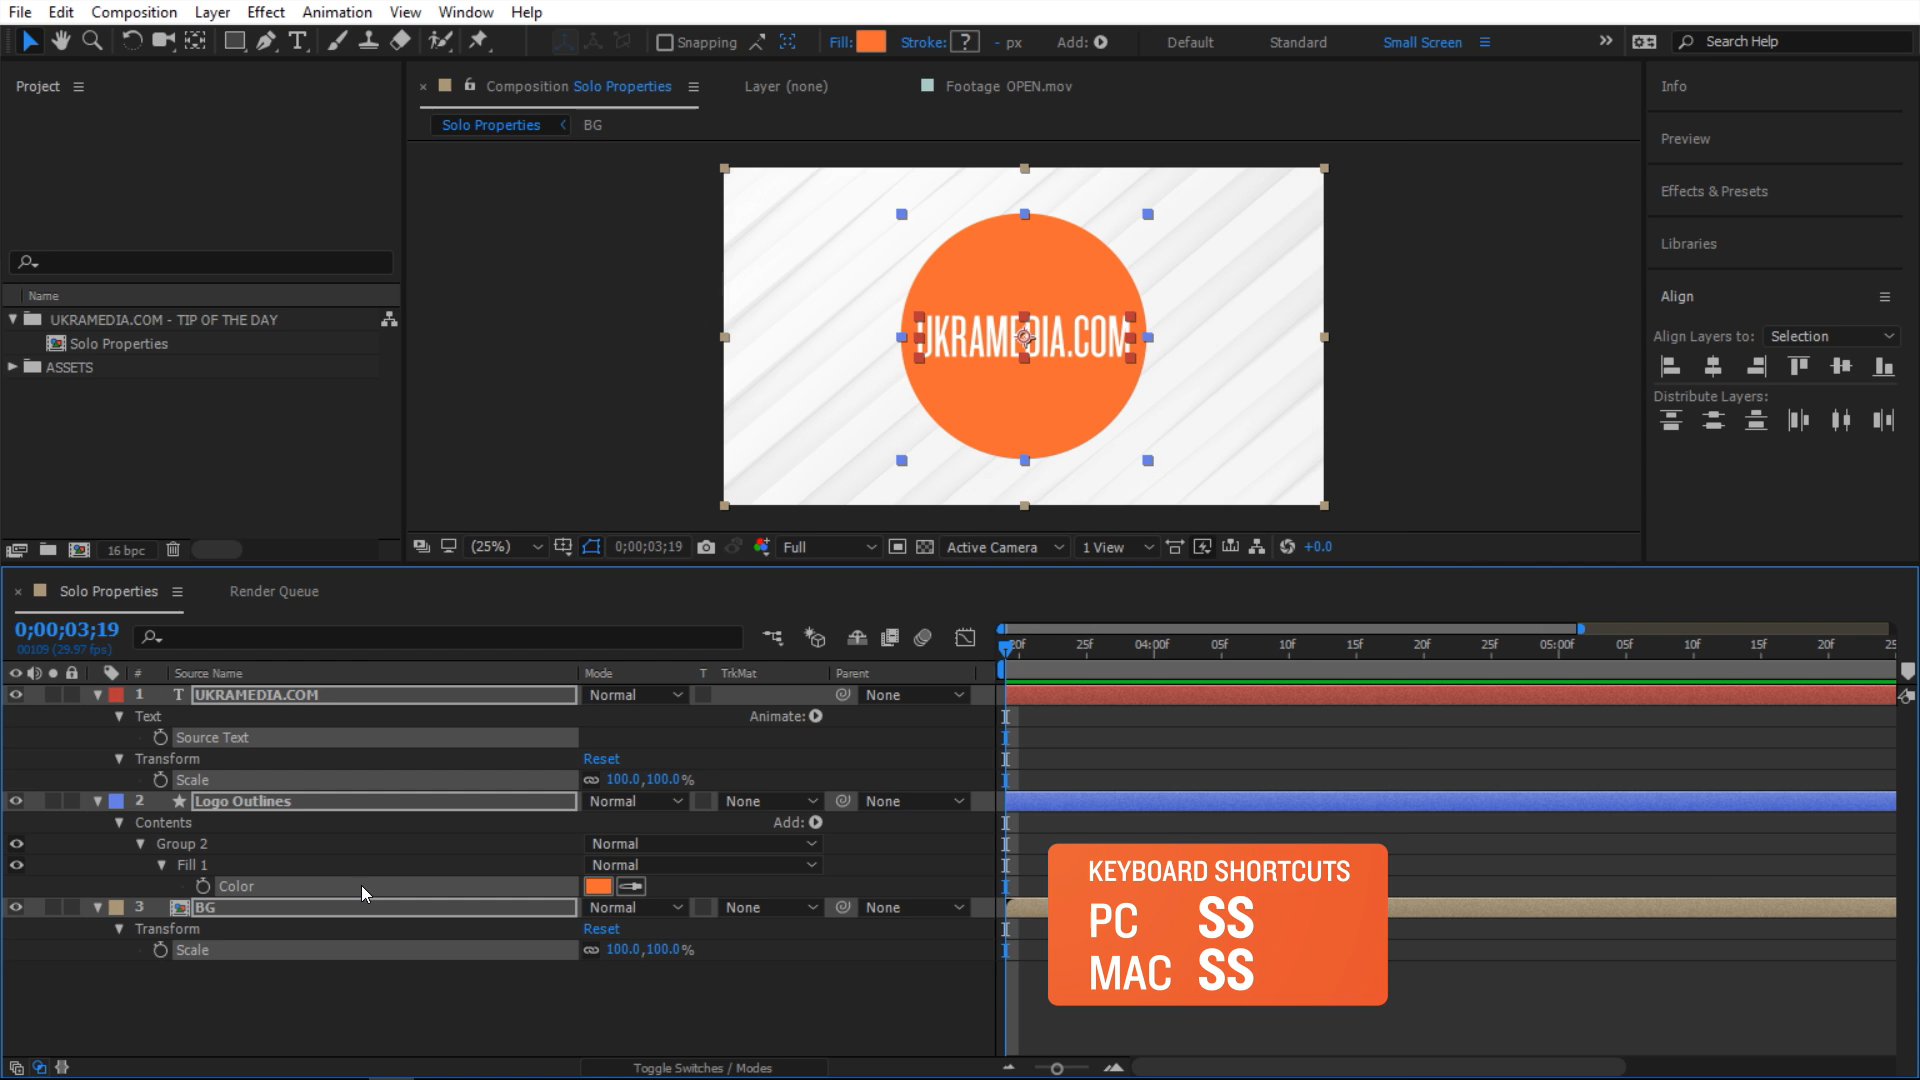 File Edit Composition Layer Effect Animation View Window Help
Snapping Fill: Stroke: ? - px Add: Default Standard Small Screen Search Help
Project
Composition Solo Properties Layer (none) Footage OPEN.mov
Solo Properties BG
Name
UKRAMEDIA.COM - TIP OF THE DAY
Solo Properties
ASSETS
16 bpc
UKRAMEDIA.COM
(25%) 0;00;03;19 Full Active Camera 1 View +0.0
Info
Preview
Effects & Presets
Libraries
Align
Align Layers to: Selection
Distribute Layers:
Solo Properties Render Queue
0;00;03;19
00109 (29.97 fps)
20f 25f 04:00f 05f 10f 15f 20f 25f 05:00f 05f 10f 15f 20f 25
# Source Name Mode T TrkMat Parent
1 T UKRAMEDIA.COM Normal None
Text Animate:
Source Text
Transform Reset
Scale 100.0,100.0%
2 Logo Outlines Normal None None
Contents Add:
Group 2 Normal
Fill 1 Normal
Color
3 BG Normal None None
Transform Reset
Scale 100.0,100.0%
KEYBOARD SHORTCUTS
PC SS
MAC SS
Toggle Switches / Modes